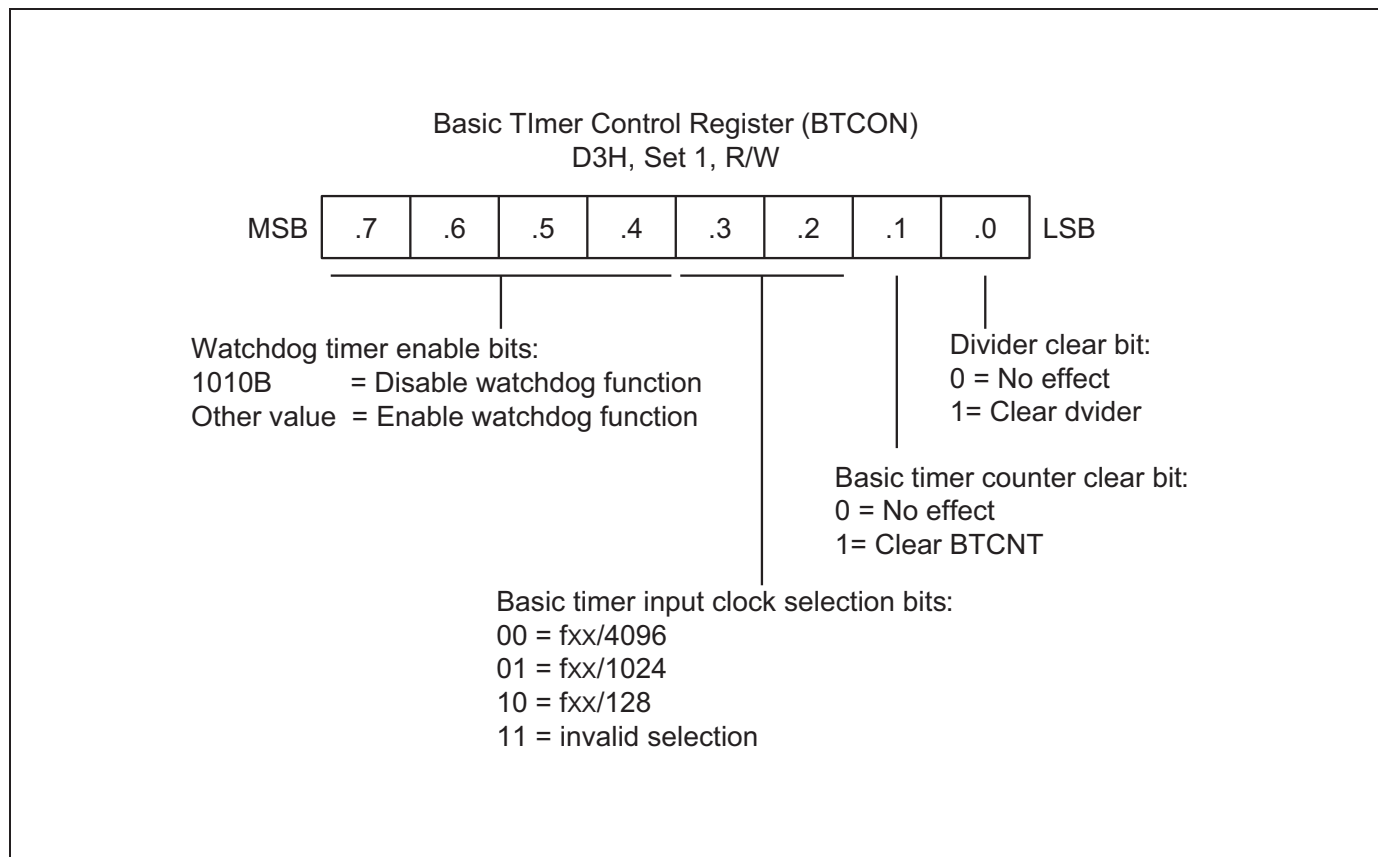 Basic TImer Control Register (BTCON)
D3H, Set 1, R/W
MSB .7 .6 .5 .4 .3 .2 .1 .0 LSB
Watchdog timer enable bits:
1010B = Disable watchdog function
Other value = Enable watchdog function
Divider clear bit:
0 = No effect
1= Clear dvider
Basic timer counter clear bit:
0 = No effect
1= Clear BTCNT
Basic timer input clock selection bits:
00 = fxx/4096
01 = fxx/1024
10 = fxx/128
11 = invalid selection